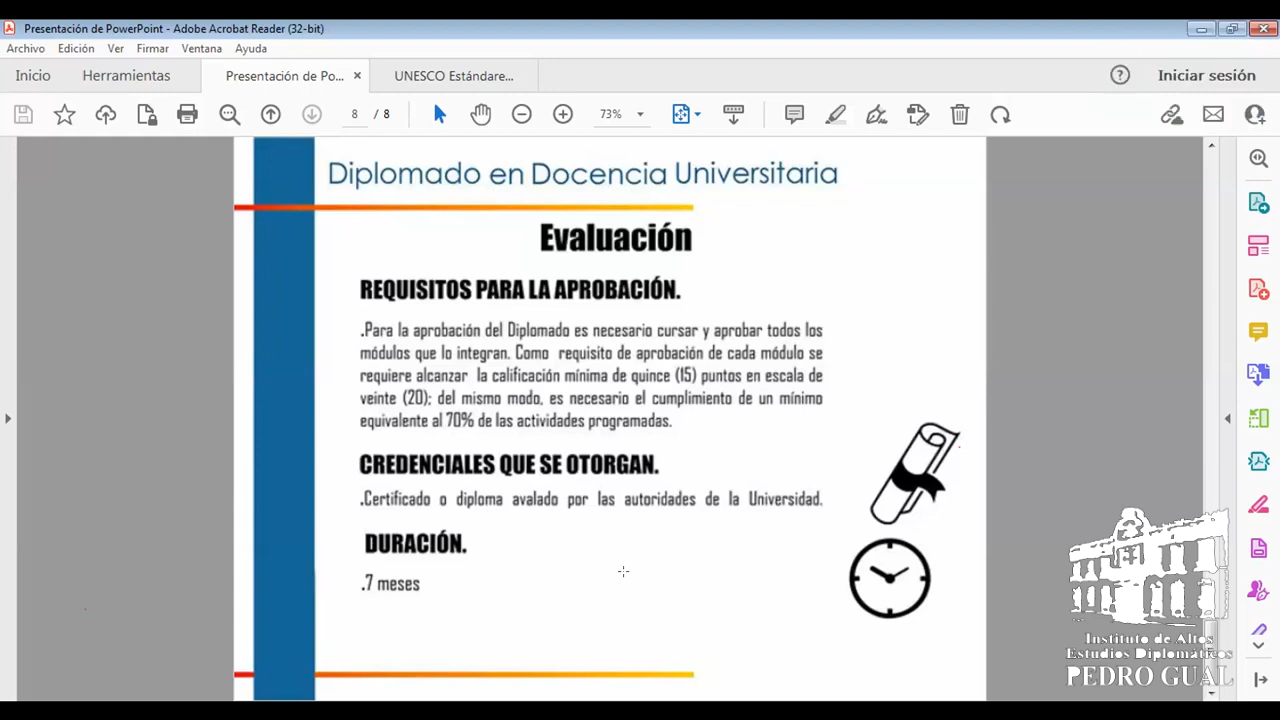 Presentación de PowerPoint - Adobe Acrobat Reader (32-bit)
Archivo Edición Ver Firmar Ventana Ayuda
Inicio Herramientas Presentación de Po... × UNESCO Estándare... Iniciar sesión
8 / 8 73%
Diplomado en Docencia Universitaria
Evaluación
REQUISITOS PARA LA APROBACIÓN.
.Para la aprobación del Diplomado es necesario cursar y aprobar todos los
módulos que lo integran. Como requisito de aprobación de cada módulo se
requiere alcanzar la calificación mínima de quince (15) puntos en escala de
veinte (20); del mismo modo, es necesario el cumplimiento de un mínimo
equivalente al 70% de las actividades programadas.
CREDENCIALES QUE SE OTORGAN.
.Certificado o diploma avalado por las autoridades de la Universidad.
DURACIÓN.
.7 meses
Instituto de Altos
Estudios Diplomáticos
PEDRO GUAL